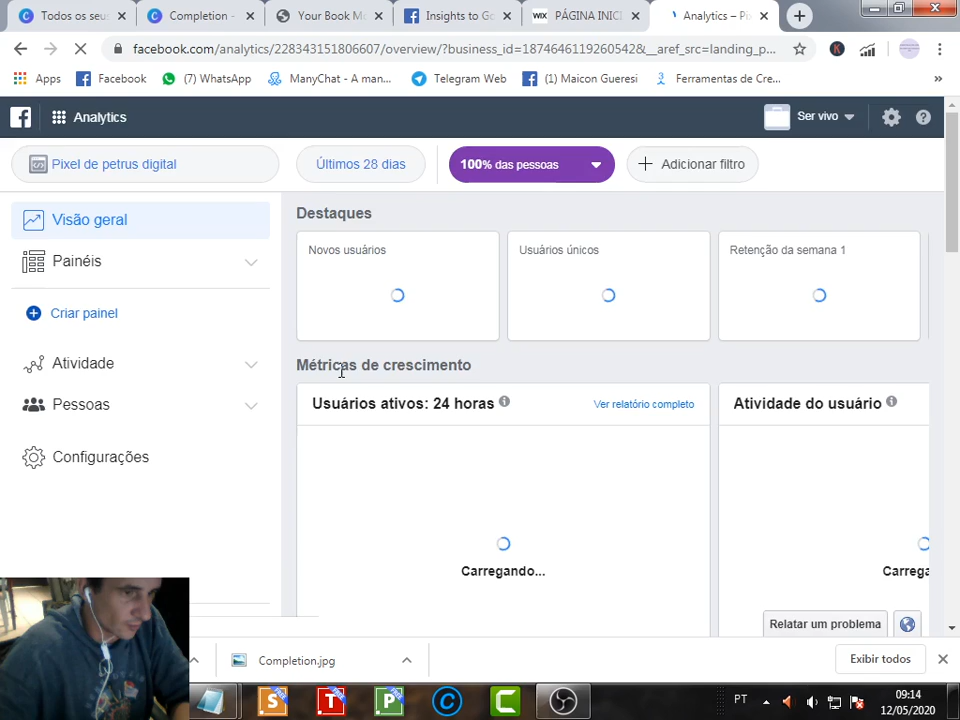 Todos os seu
Completion -
Your Book M
Insights to Go
WIX PÁGINA INICI
Analytics – Pi
facebook.com/analytics/228343151806607/overview/?business_id=1874646119260542&__aref_src=landing_p...
Apps
Facebook
(7) WhatsApp
ManyChat - A man...
Telegram Web
(1) Maicon Gueresi
Ferramentas de Cre...
»
Analytics
Ser vivo
Pixel de petrus digital
Últimos 28 dias
100% das pessoas
Adicionar filtro
Visão geral
Painéis
Criar painel
Atividade
Pessoas
Configurações
Destaques
Novos usuários
Usuários únicos
Retenção da semana 1
Métricas de crescimento
Usuários ativos: 24 horas
Ver relatório completo
Atividade do usuário
Carregando...
Carrega
Relatar um problema
Completion.jpg
Exibir todos
PT
09:14
12/05/2020